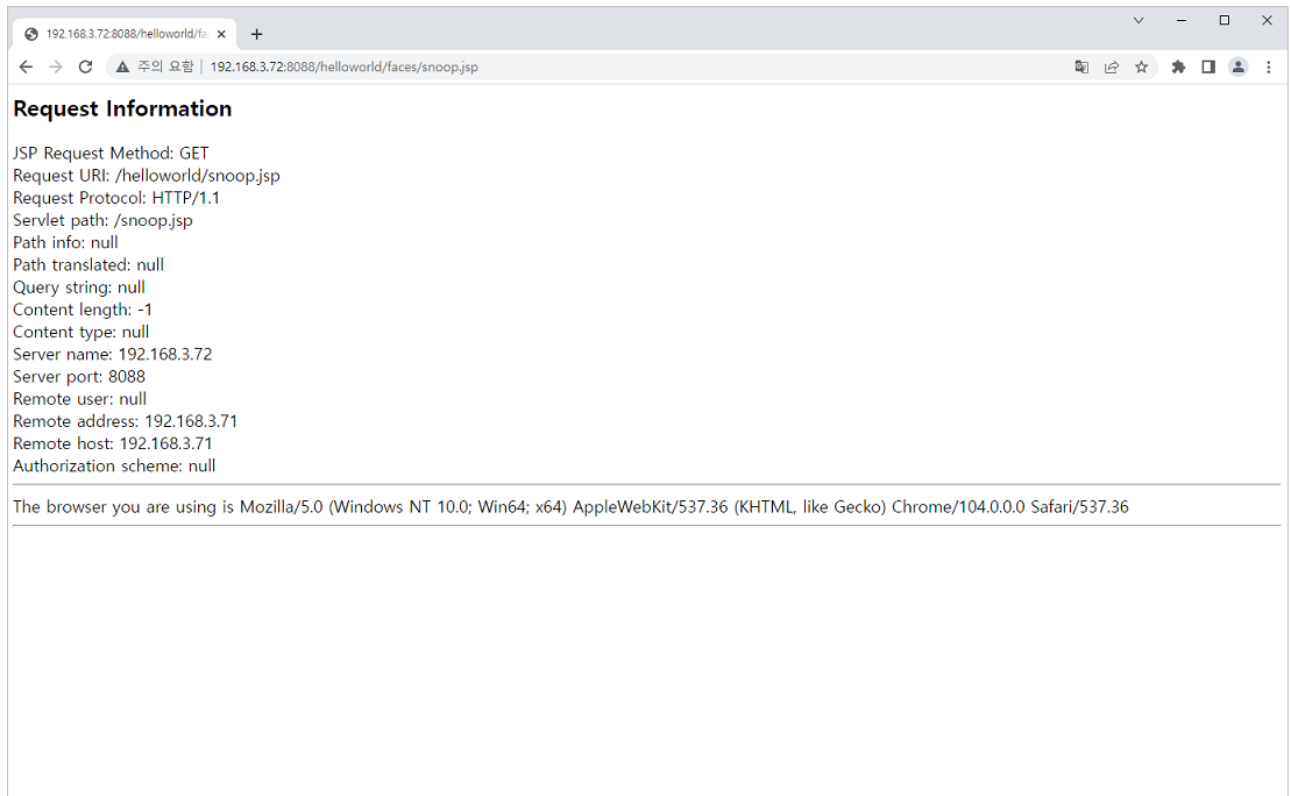 192.168.3.72:8088/helloworld/fa
주의 요함 | 192.168.3.72:8088/helloworld/faces/snoop.jsp
Request Information
JSP Request Method: GET
Request URI: /helloworld/snoop.jsp
Request Protocol: HTTP/1.1
Servlet path: /snoop.jsp
Path info: null
Path translated: null
Query string: null
Content length: -1
Content type: null
Server name: 192.168.3.72
Server port: 8088
Remote user: null
Remote address: 192.168.3.71
Remote host: 192.168.3.71
Authorization scheme: null
The browser you are using is Mozilla/5.0 (Windows NT 10.0; Win64; x64) AppleWebKit/537.36 (KHTML, like Gecko) Chrome/104.0.0.0 Safari/537.36